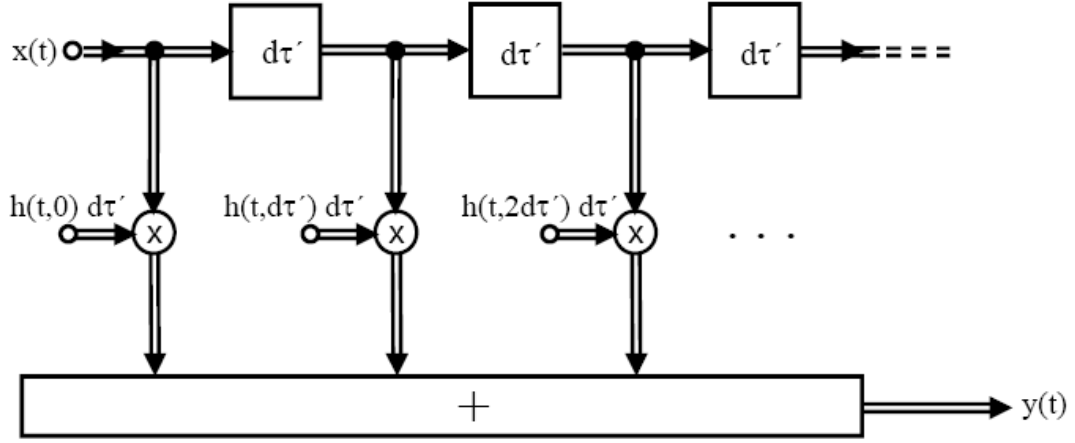 x(t) dτ´ dτ´ dτ´
h(t,0) dτ´ h(t,dτ´) dτ´ h(t,2dτ´) dτ´
x x x . . .
+ y(t)